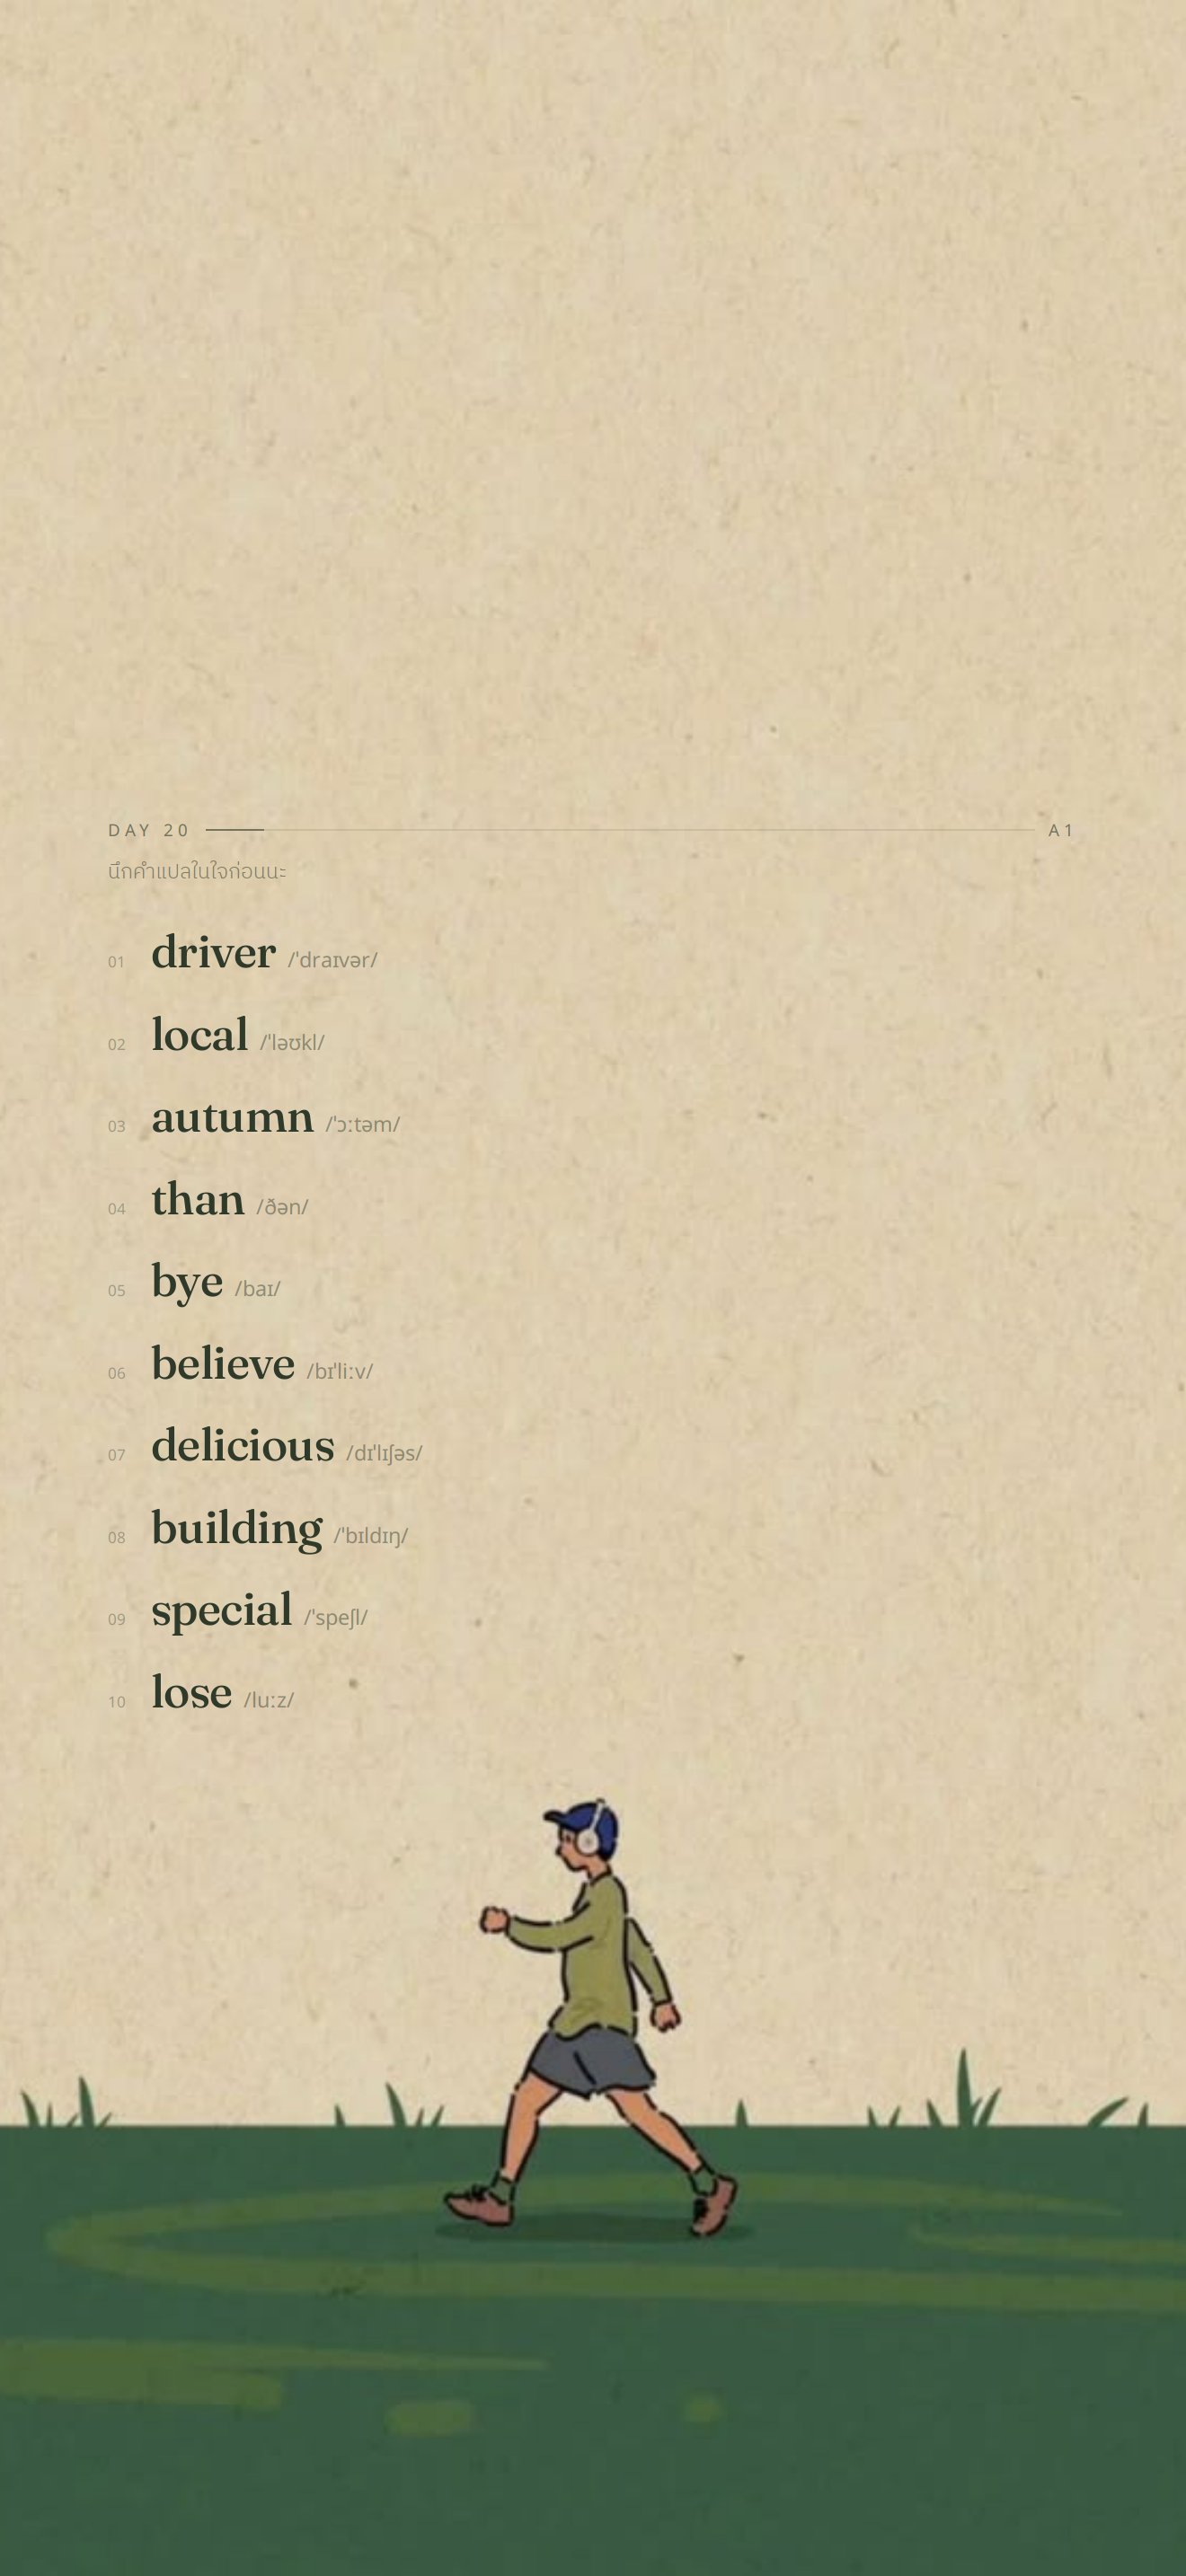 DAY 20 A1
นึกคำแปลในใจก่อนนะ
01 driver /ˈdraɪvər/
02 local /ˈləʊkl/
03 autumn /ˈɔːtəm/
04 than /ðən/
05 bye /baɪ/
06 believe /bɪˈliːv/
07 delicious /dɪˈlɪʃəs/
08 building /ˈbɪldɪŋ/
09 special /ˈspeʃl/
10 lose /luːz/